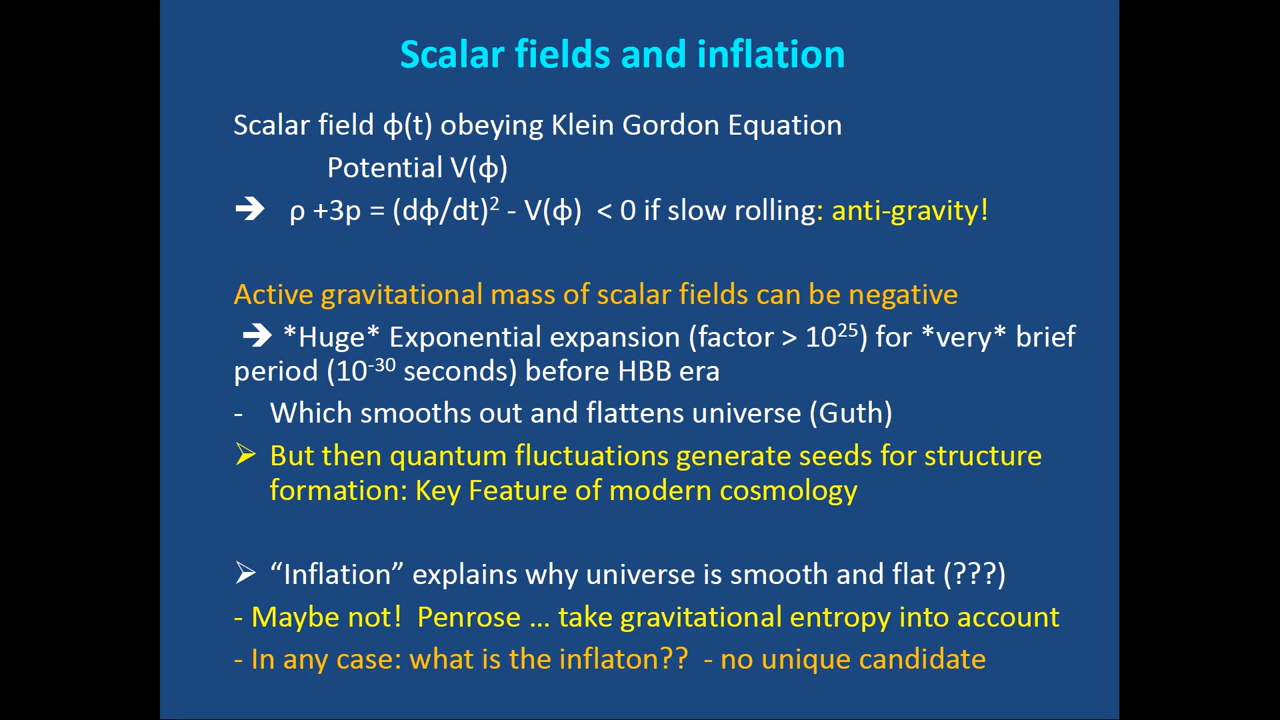 Scalar fields and inflation
Scalar field ϕ(t) obeying Klein Gordon Equation
Potential V(ϕ)
➔ ρ +3p = (dϕ/dt)² - V(ϕ) < 0 if slow rolling: anti-gravity!
Active gravitational mass of scalar fields can be negative
➔ *Huge* Exponential expansion (factor > 10²⁵) for *very* brief
period (10⁻³⁰ seconds) before HBB era
- Which smooths out and flattens universe (Guth)
➢ But then quantum fluctuations generate seeds for structure
formation: Key Feature of modern cosmology
➢ “Inflation” explains why universe is smooth and flat (???)
- Maybe not! Penrose ... take gravitational entropy into account
- In any case: what is the inflaton?? - no unique candidate